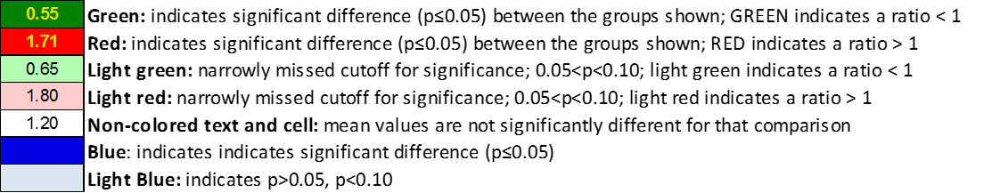 0.55 Green: indicates significant difference (p≤0.05) between the groups shown; GREEN indicates a ratio < 1
1.71 Red: indicates significant difference (p≤0.05) between the groups shown; RED indicates a ratio > 1
0.65 Light green: narrowly missed cutoff for significance; 0.05<p<0.10; light green indicates a ratio < 1
1.80 Light red: narrowly missed cutoff for significance; 0.05<p<0.10; light red indicates a ratio > 1
1.20 Non-colored text and cell: mean values are not significantly different for that comparison
Blue: indicates indicates significant difference (p≤0.05)
Light Blue: indicates p>0.05, p<0.10